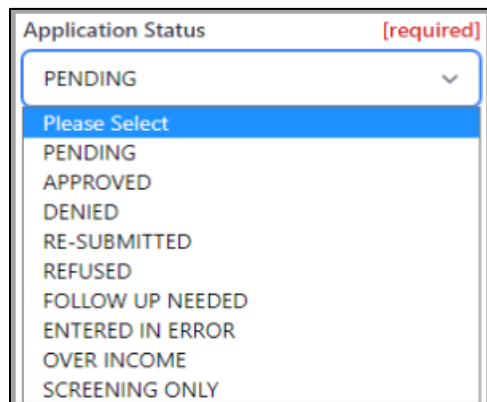 Application Status [required]
PENDING
Please Select
PENDING
APPROVED
DENIED
RE-SUBMITTED
REFUSED
FOLLOW UP NEEDED
ENTERED IN ERROR
OVER INCOME
SCREENING ONLY